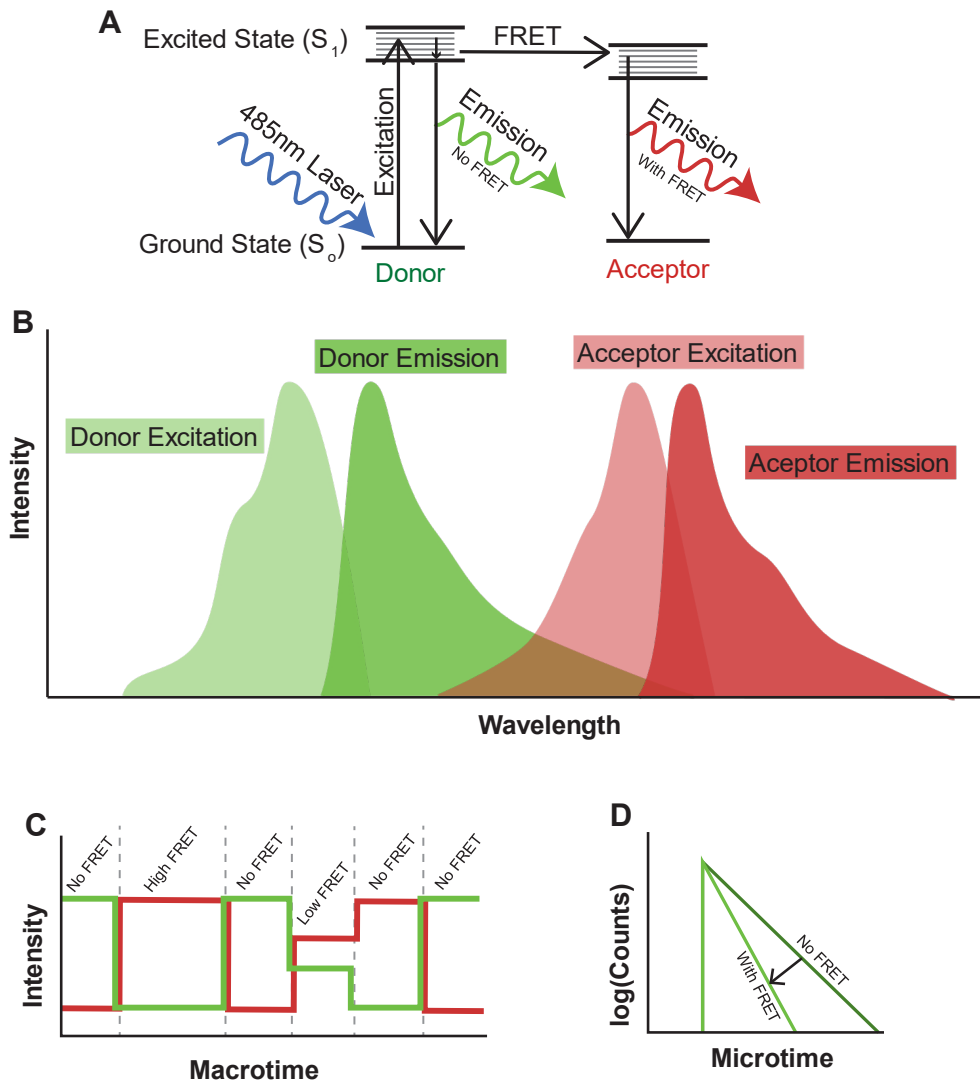 A
Excited State (S1)
FRET
485nm Laser
Excitation
Emission
No FRET
Emission
With FRET
Ground State (So)
Donor
Acceptor
B
Donor Emission
Acceptor Excitation
Donor Excitation
Aceptor Emission
Intensity
Wavelength
C
No FRET
High FRET
No FRET
Low FRET
No FRET
No FRET
Intensity
Macrotime
D
log(Counts)
No FRET
With FRET
Microtime